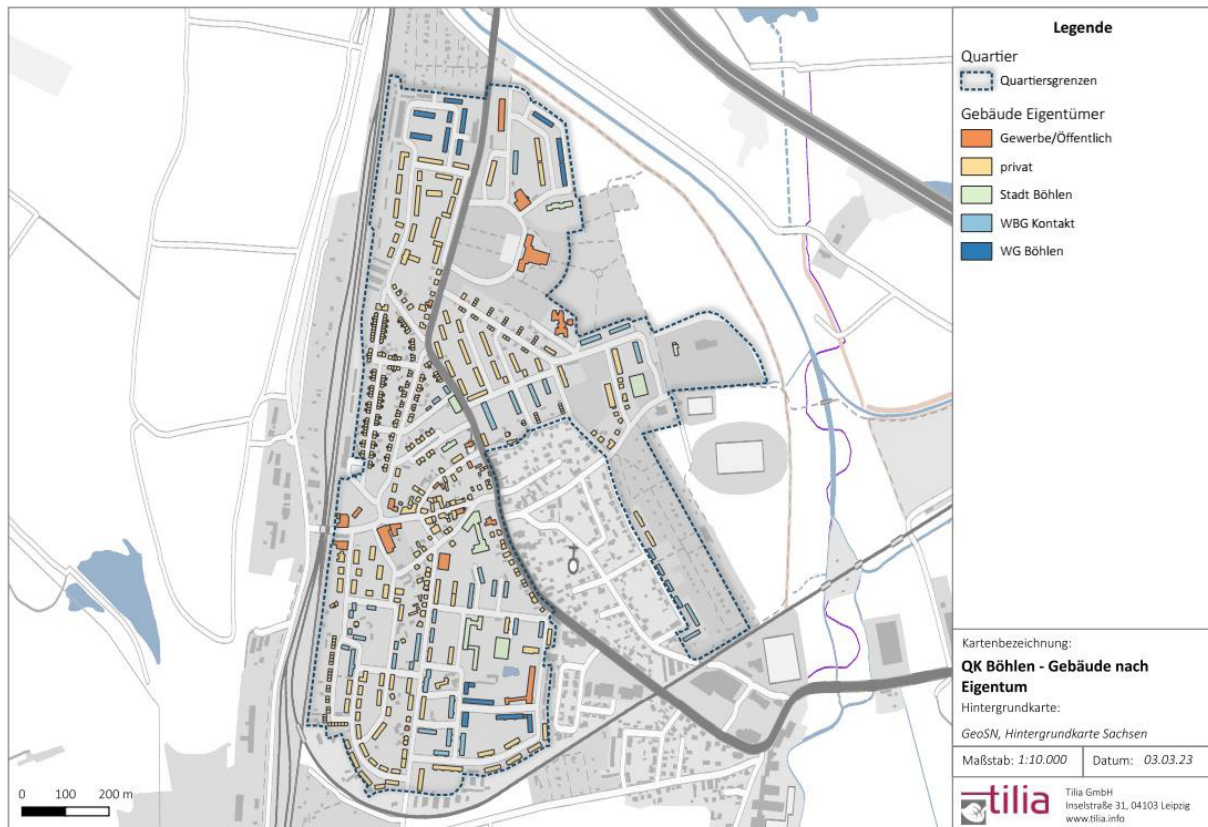 Legende
Quartier
Quartiersgrenzen
Gebäude Eigentümer
Gewerbe/Öffentlich
privat
Stadt Böhlen
WBG Kontakt
WG Böhlen
Kartenbezeichnung:
QK Böhlen - Gebäude nach
Eigentum
Hintergrundkarte:
GeoSN, Hintergrundkarte Sachsen
Maßstab: 1:10.000 Datum: 03.03.23
tilia
Tilia GmbH
Inselstraße 31, 04103 Leipzig
www.tilia.info
0 100 200 m